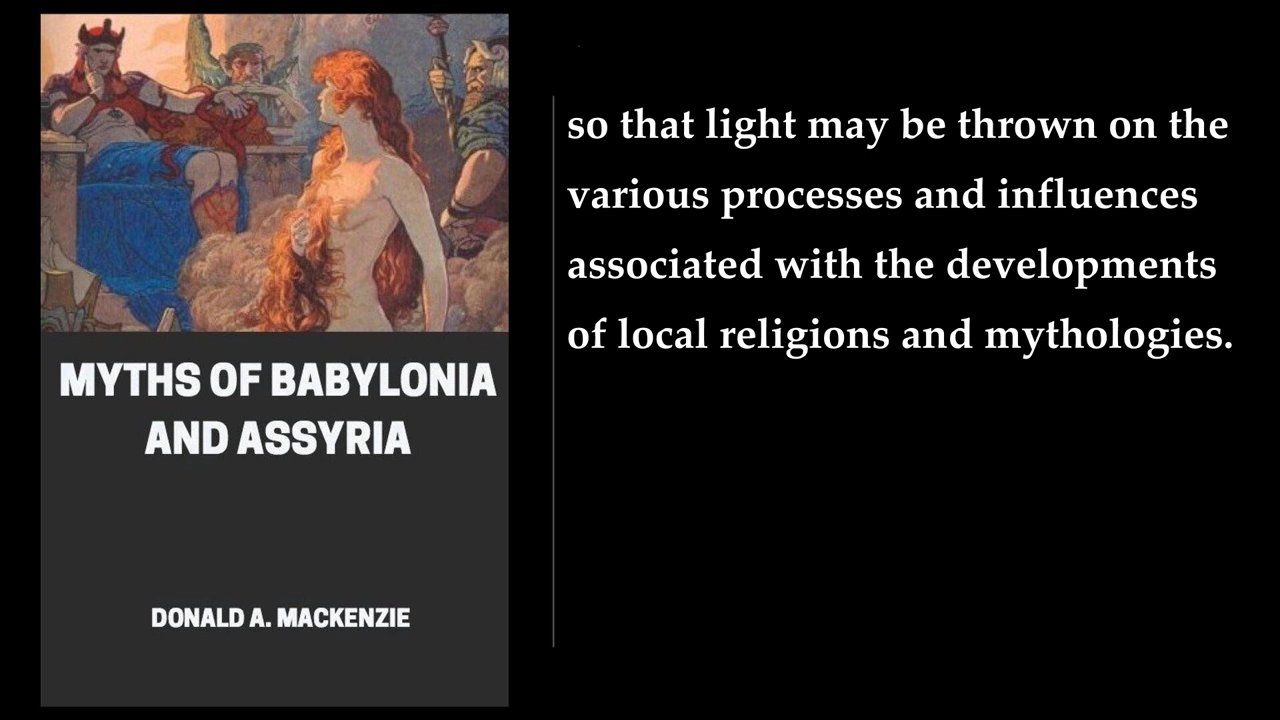 MYTHS OF BABYLONIA
AND ASSYRIA
DONALD A. MACKENZIE
so that light may be thrown on the
various processes and influences
associated with the developments
of local religions and mythologies.